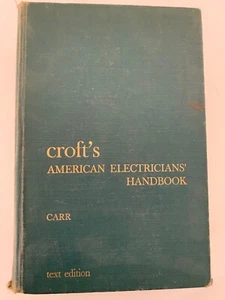 croft's
AMERICAN ELECTRICIANS'
HANDBOOK
CARR
text edition